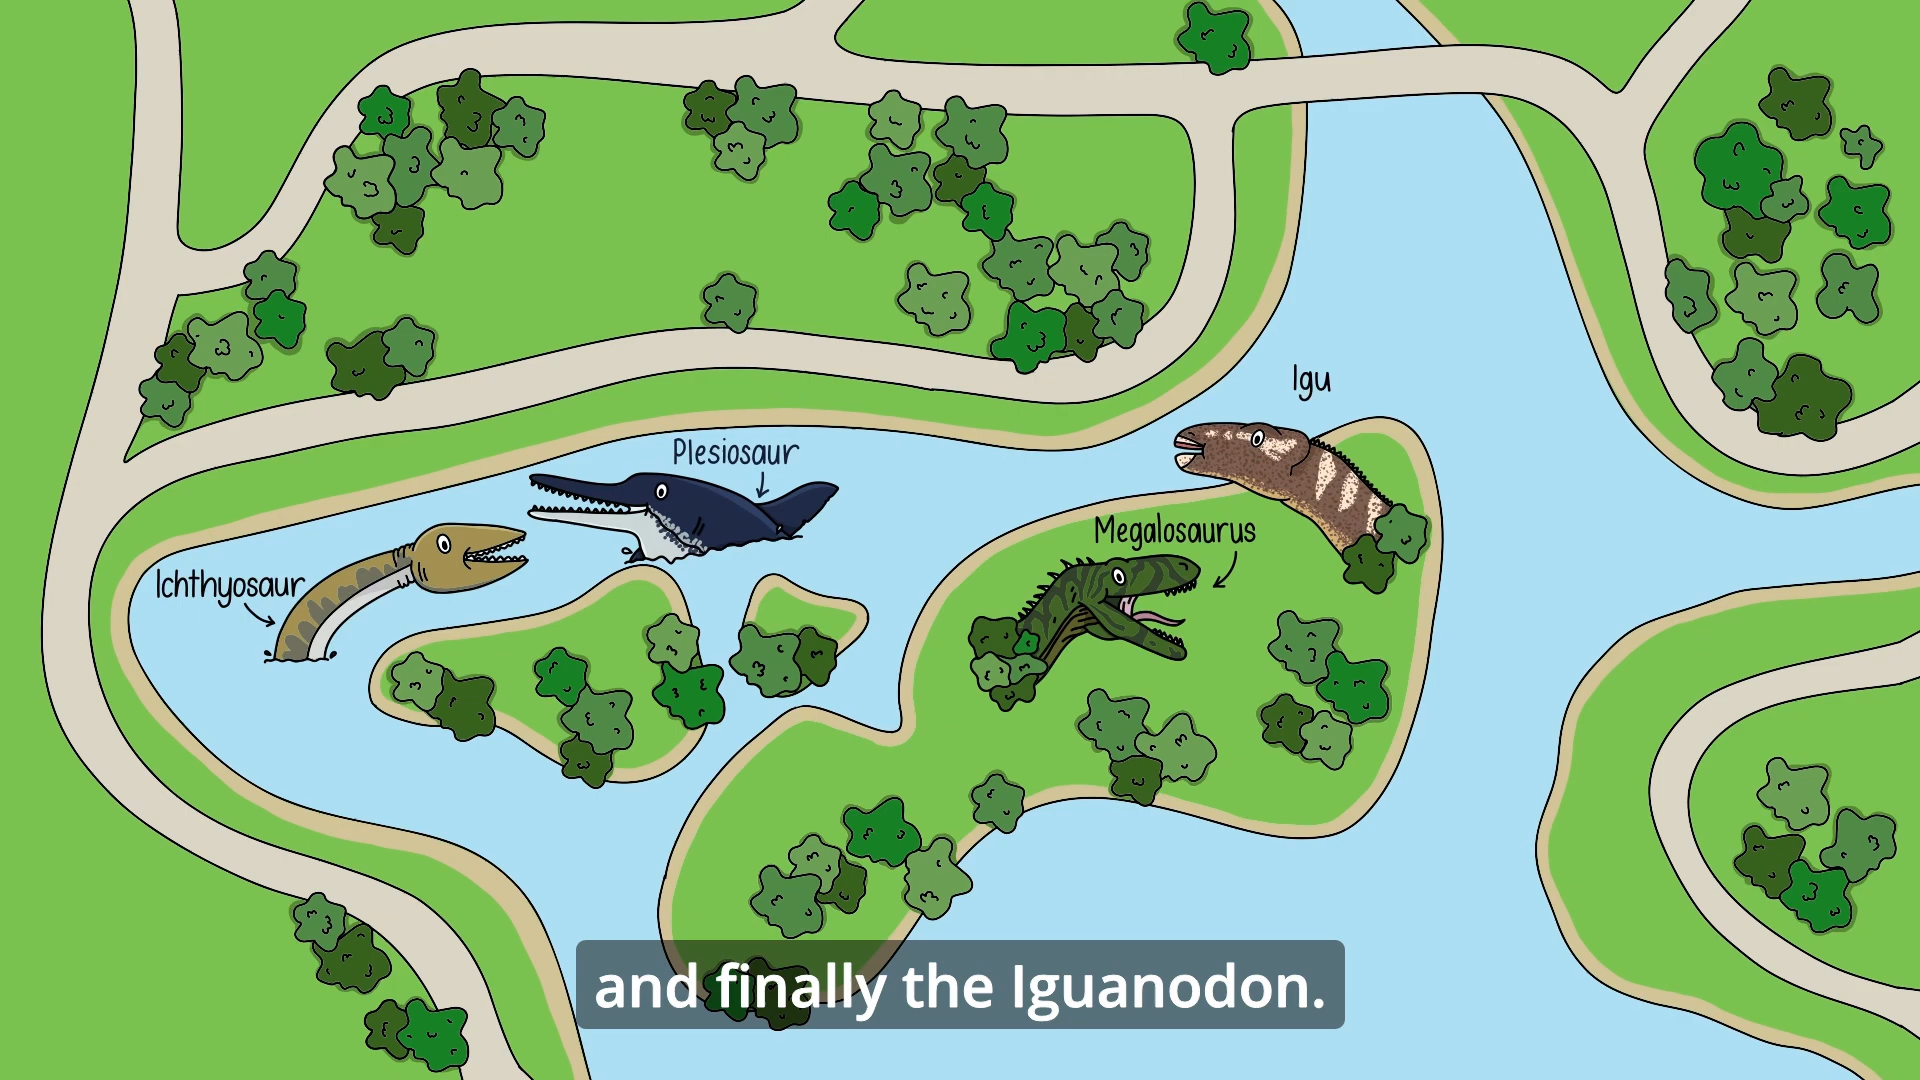 Igu
Plesiosaur
Megalosaurus
Ichthyosaur
and finally the Iguanodon.